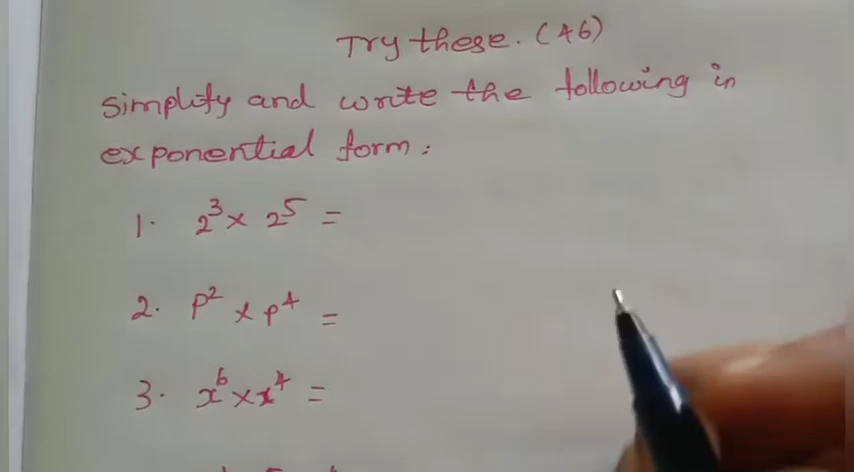 Try these. (46)
Simplify and write the following in
exponential form:
1. 2³ × 2⁵ =
2. p² × p⁴ =
3. x⁶ × x⁴ =